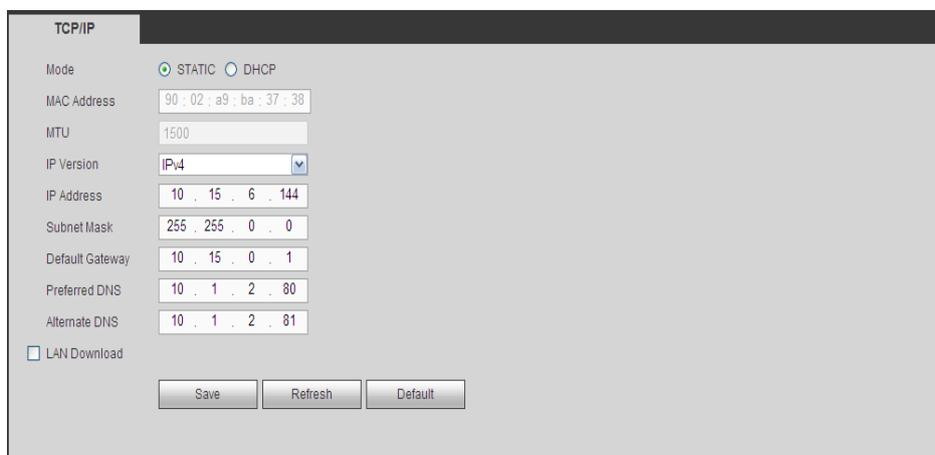 TCP/IP
Mode STATIC DHCP
MAC Address 90 : 02 : a9 : ba : 37 : 38
MTU 1500
IP Version IPv4
IP Address 10 . 15 . 6 . 144
Subnet Mask 255 . 255 . 0 . 0
Default Gateway 10 . 15 . 0 . 1
Preferred DNS 10 . 1 . 2 . 80
Alternate DNS 10 . 1 . 2 . 81
LAN Download
Save Refresh Default